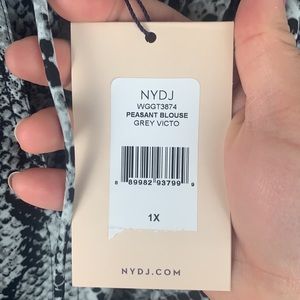 NYDJ
WGGT3874
PEASANT BLOUSE
GREY VICTO
8 89982 93799 9
1X
NYDJ.COM